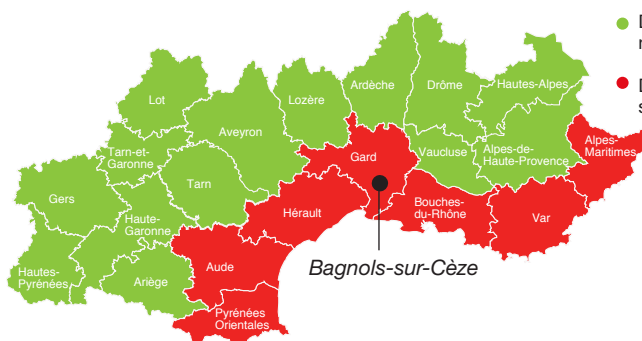 Lot
Lozère
Ardèche
Drôme
Hautes-Alpes
Aveyron
Tarn-et-
Garonne
Gard
Vaucluse
Alpes-de-
Haute-Provence
Alpes-
Maritimes
Gers
Tarn
Hérault
Bouches-
du-Rhône
Var
Haute-
Garonne
Hautes-
Pyrénées
Ariège
Aude
Bagnols-sur-Cèze
Pyrénées
Orientales